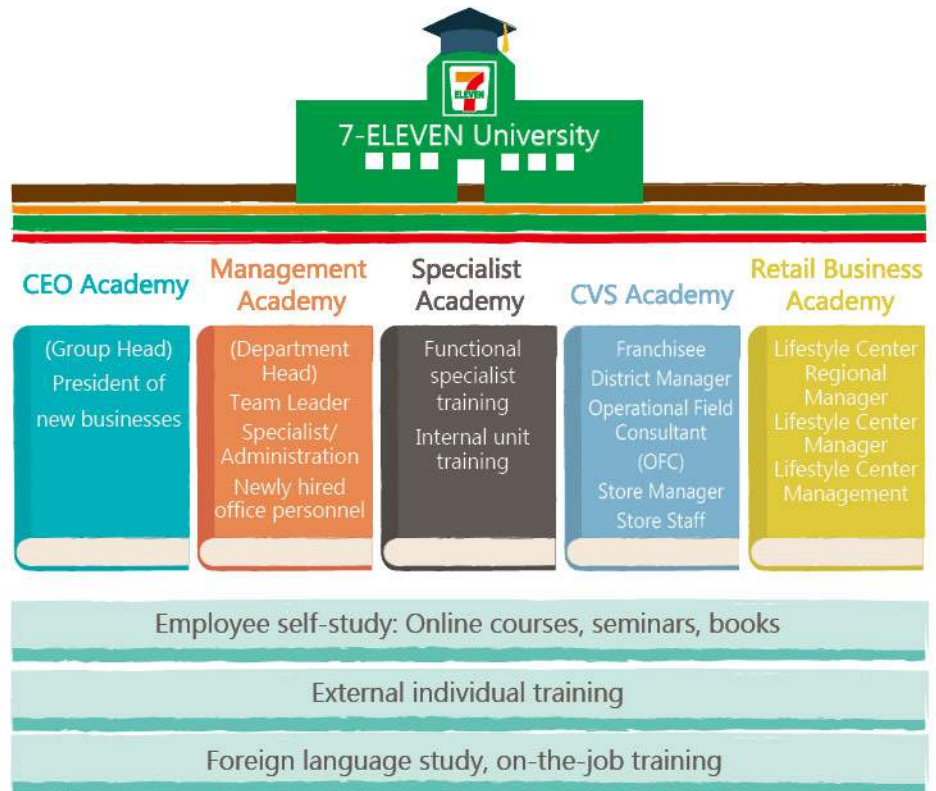 7
ELEVEN
7-ELEVEN University
CEO Academy
(Group Head)
President of
new businesses
Management
Academy
(Department
Head)
Team Leader
Specialist/
Administration
Newly hired
office personnel
Specialist
Academy
Functional
specialist
training
Internal unit
training
CVS Academy
Franchisee
District Manager
Operational Field
Consultant
(OFC)
Store Manager
Store Staff
Retail Business
Academy
Lifestyle Center
Regional
Manager
Lifestyle Center
Manager
Lifestyle Center
Management
Employee self-study: Online courses, seminars, books
External individual training
Foreign language study, on-the-job training